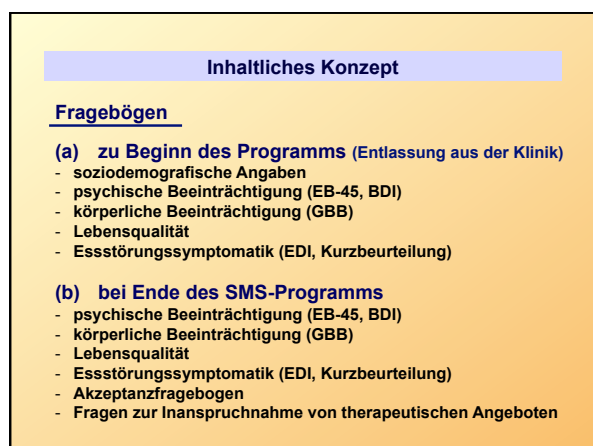 Inhaltliches Konzept
Fragebögen
(a) zu Beginn des Programms (Entlassung aus der Klinik)
- soziodemografische Angaben
- psychische Beeinträchtigung (EB-45, BDI)
- körperliche Beeinträchtigung (GBB)
- Lebensqualität
- Essstörungssymptomatik (EDI, Kurzbeurteilung)
(b) bei Ende des SMS-Programms
- psychische Beeinträchtigung (EB-45, BDI)
- körperliche Beeinträchtigung (GBB)
- Lebensqualität
- Essstörungssymptomatik (EDI, Kurzbeurteilung)
- Akzeptanzfragebogen
- Fragen zur Inanspruchnahme von therapeutischen Angeboten